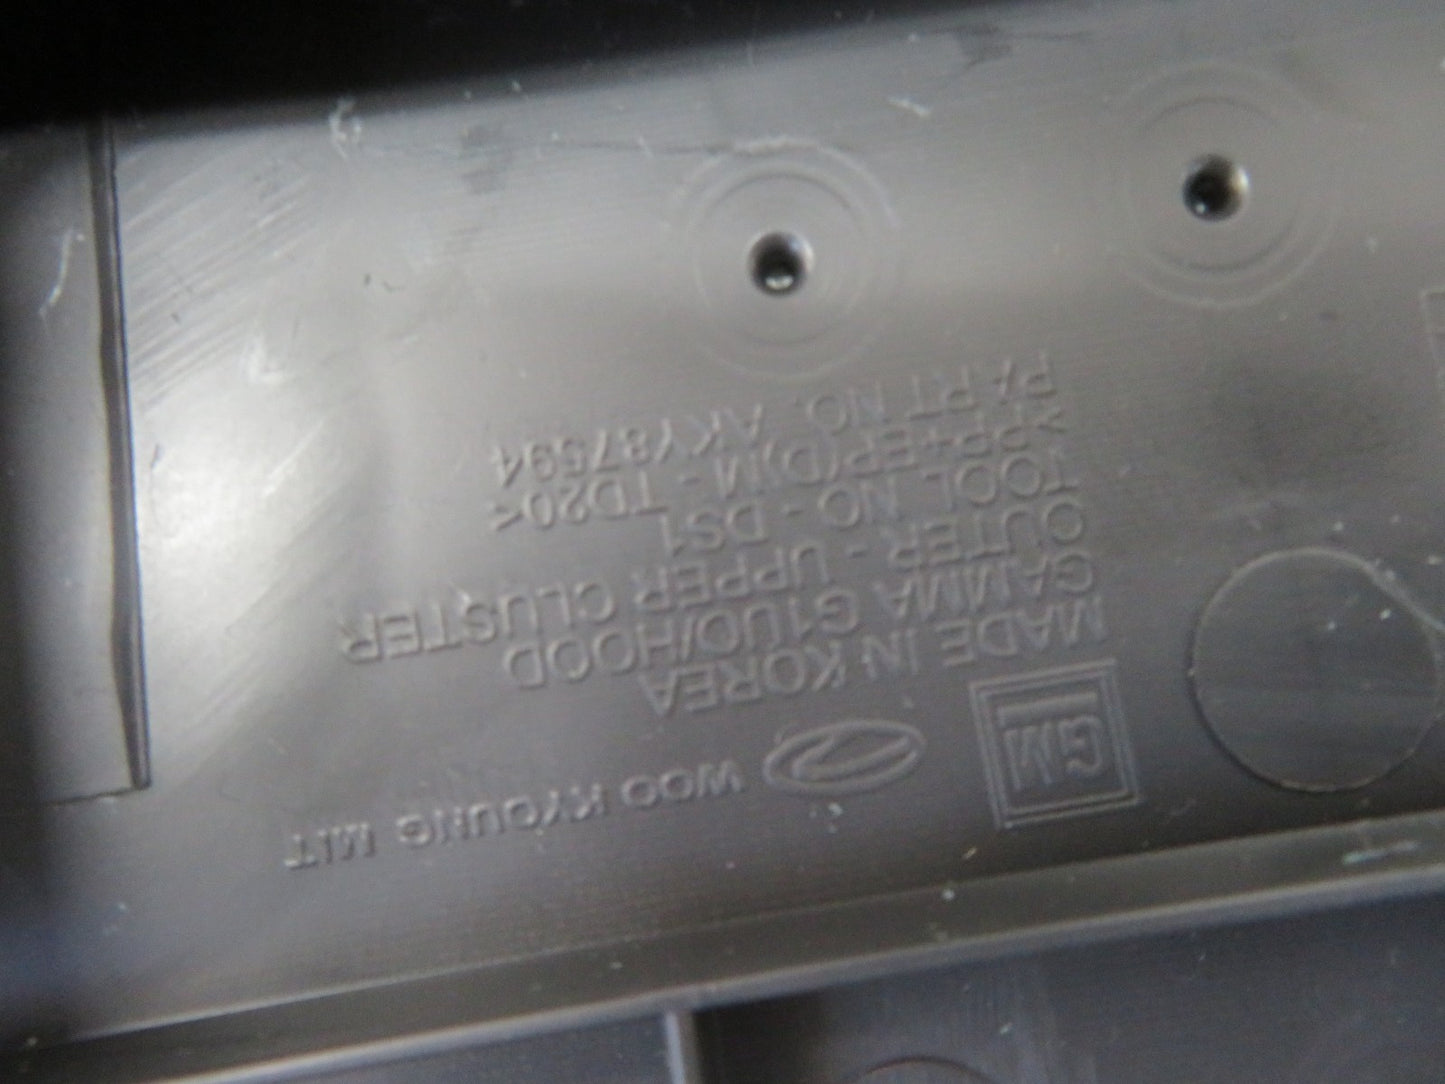 GM
WOO KYOUNG MIT
MADE IN KOREA
GAMMA G1UO/HOOD
OUTER - UPPER CLUSTER
TOOL NO - DS1
>PP+EP(D)M - TD20<
PART NO. AKY87594